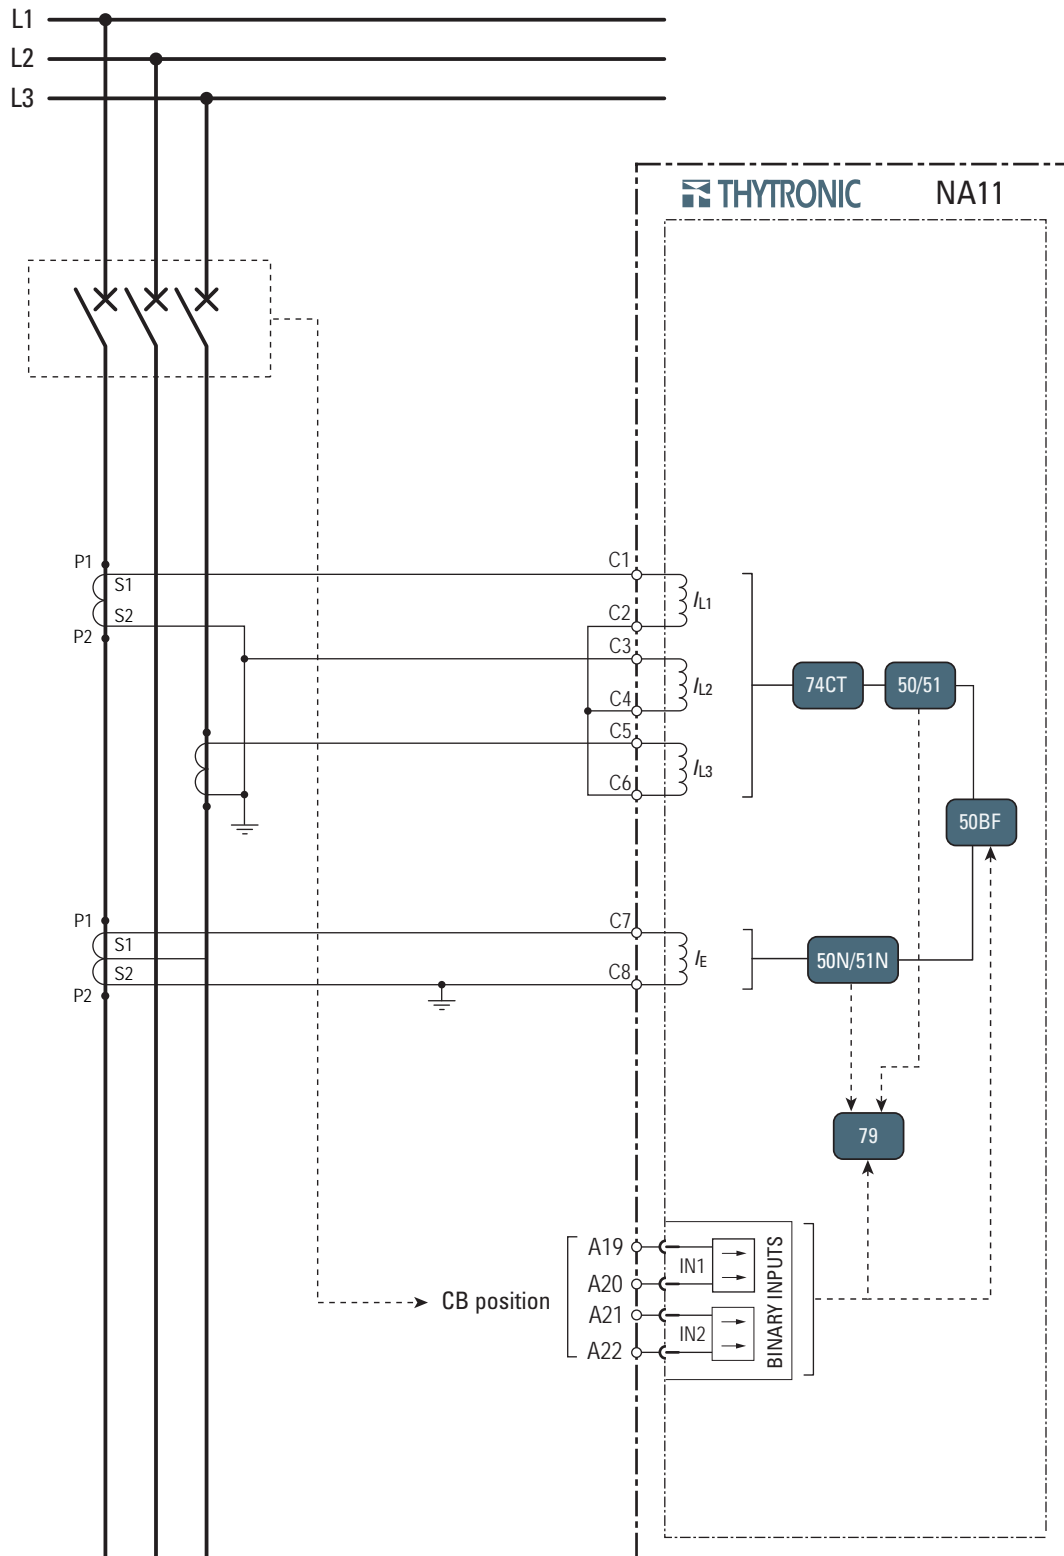 L1
L2
L3
THYTRONIC NA11
P1
S1
S2
P2
C1
C2
C3
C4
C5
C6
IL1
IL2
IL3
74CT
50/51
50BF
P1
S1
S2
P2
C7
C8
IE
50N/51N
79
CB position
A19
A20
A21
A22
IN1
IN2
BINARY INPUTS